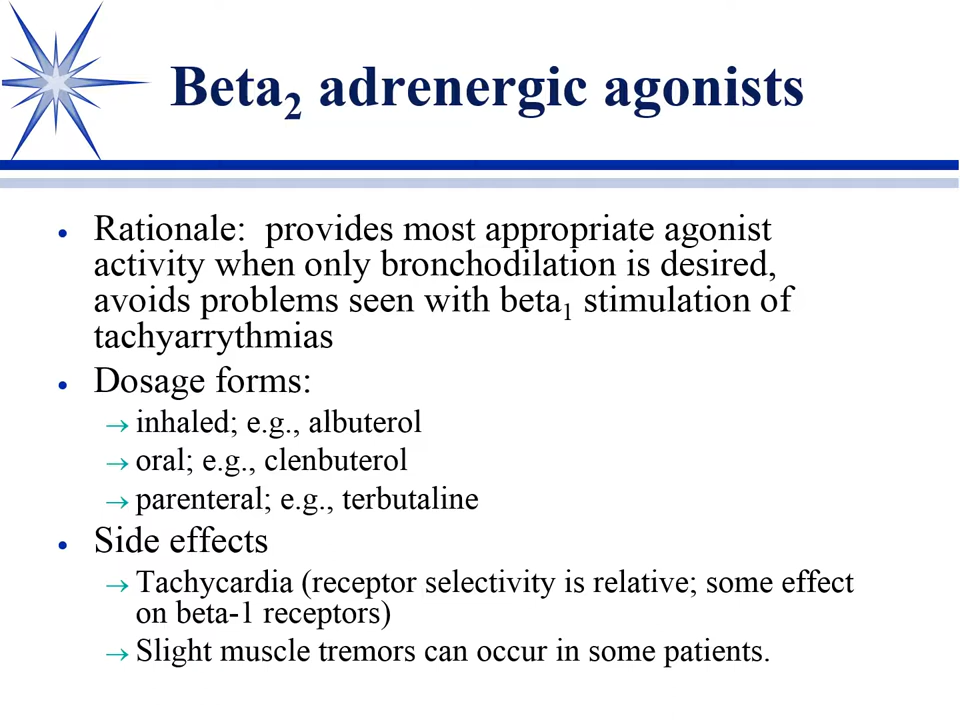 Beta₂ adrenergic agonists
• Rationale:  provides most appropriate agonist
activity when only bronchodilation is desired,
avoids problems seen with beta₁ stimulation of
tachyarrythmias
• Dosage forms:
→ inhaled; e.g., albuterol
→ oral; e.g., clenbuterol
→ parenteral; e.g., terbutaline
• Side effects
→ Tachycardia (receptor selectivity is relative; some effect
on beta-1 receptors)
→ Slight muscle tremors can occur in some patients.